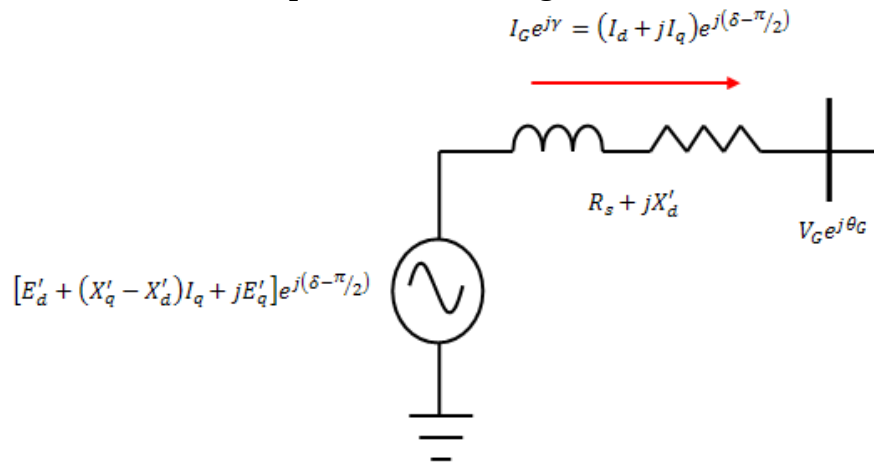 I_G e^{jγ} = (I_d + jI_q)e^{j(δ−π/2)}
R_s + jX′_d
V_G e^{jθ_G}
[E′_d + (X′_q − X′_d)I_q + jE′_q]e^{j(δ−π/2)}